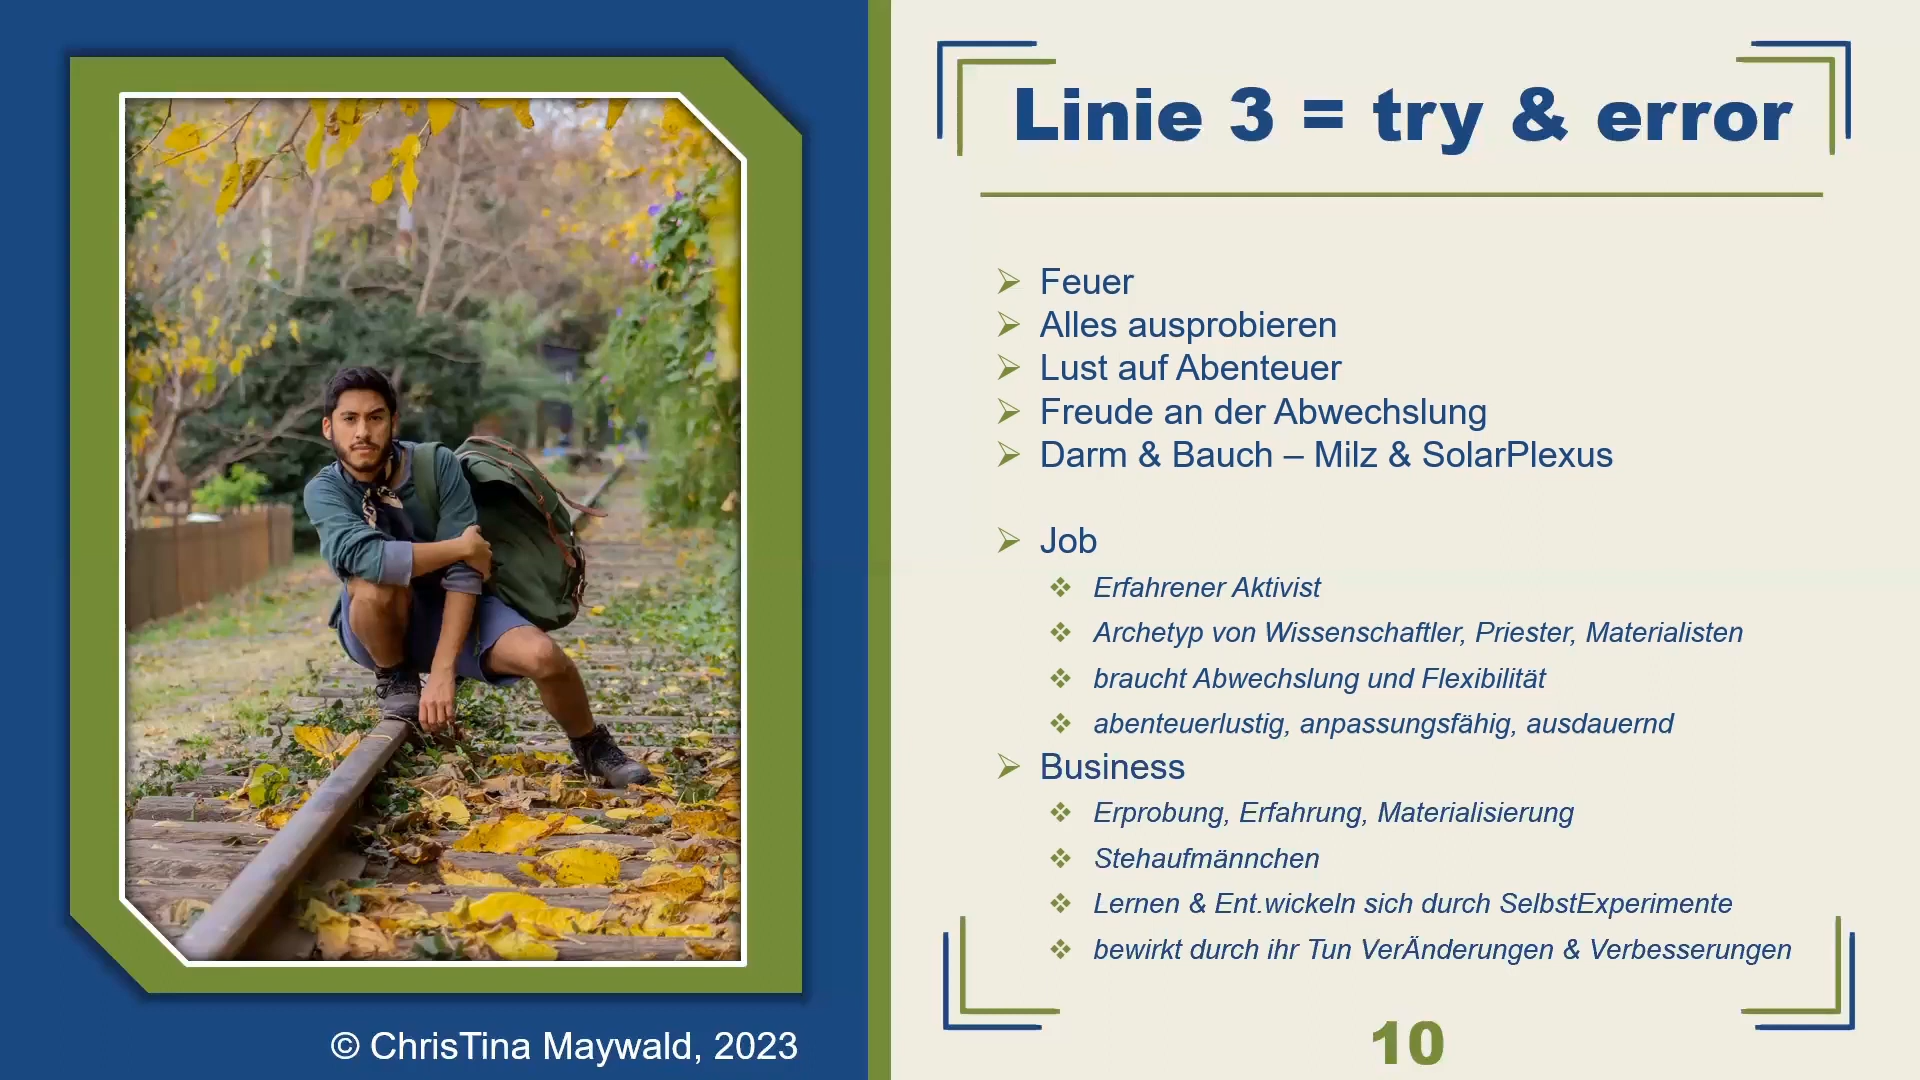 Linie 3 = try & error
Feuer
Alles ausprobieren
Lust auf Abenteuer
Freude an der Abwechslung
Darm & Bauch – Milz & SolarPlexus
Job
Erfahrener Aktivist
Archetyp von Wissenschaftler, Priester, Materialisten
braucht Abwechslung und Flexibilität
abenteuerlustig, anpassungsfähig, ausdauernd
Business
Erprobung, Erfahrung, Materialisierung
Stehaufmännchen
Lernen & Ent.wickeln sich durch SelbstExperimente
bewirkt durch ihr Tun VerÄnderungen & Verbesserungen
© ChrisTina Maywald, 2023
10